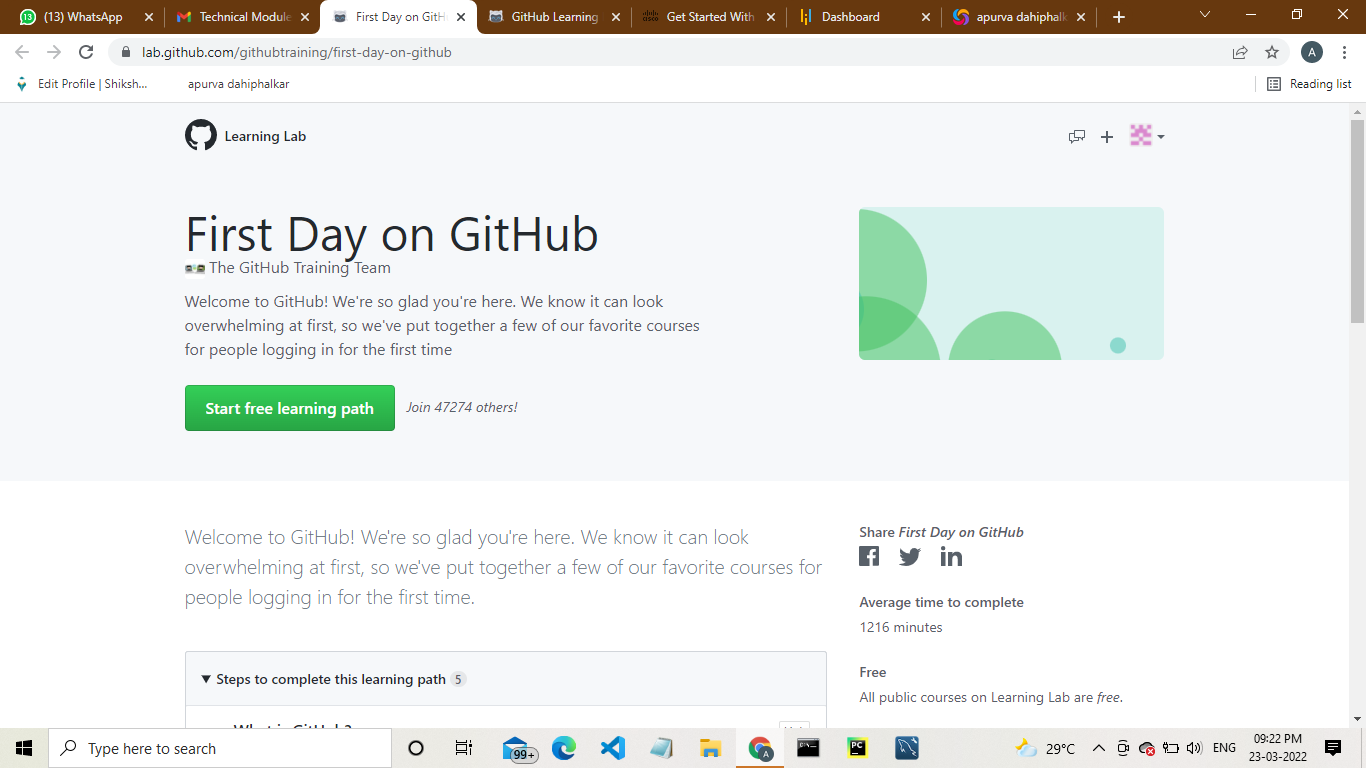 (13) WhatsApp
Technical Module
First Day on GitH
GitHub Learning
Get Started With
Dashboard
apurva dahiphalk
lab.github.com/githubtraining/first-day-on-github
A
Edit Profile | Shiksh...
apurva dahiphalkar
Reading list
Learning Lab
First Day on GitHub
The GitHub Training Team
Welcome to GitHub! We're so glad you're here. We know it can look
overwhelming at first, so we've put together a few of our favorite courses
for people logging in for the first time
Start free learning path
Join 47274 others!
Welcome to GitHub! We're so glad you're here. We know it can look
overwhelming at first, so we've put together a few of our favorite courses for
people logging in for the first time.
Share First Day on GitHub
Average time to complete
1216 minutes
Free
All public courses on Learning Lab are free.
Steps to complete this learning path 5
What is GitHub?
Type here to search
99+
A
PC
29°C
ENG
09:22 PM
23-03-2022